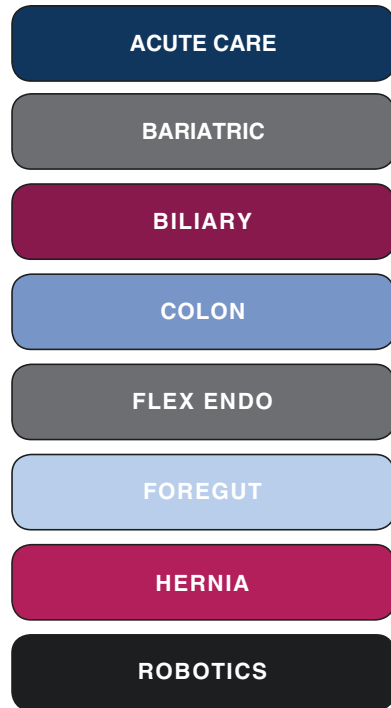 ACUTE CARE
BARIATRIC
BILIARY
COLON
FLEX ENDO
FOREGUT
HERNIA
ROBOTICS